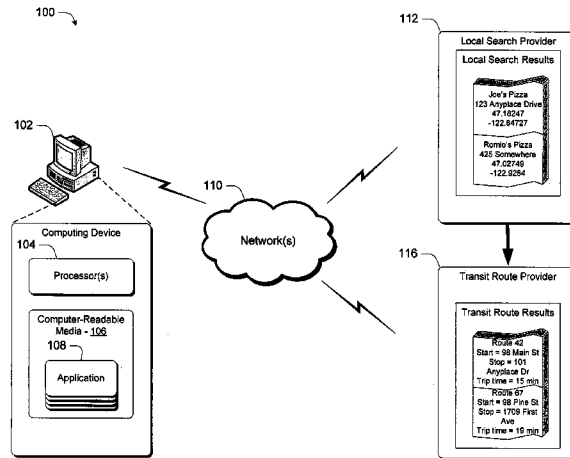 100
102
Computing Device
104
Processor(s)
Computer-Readable
Media - 106
108
Application
110
Network(s)
112
Local Search Provider
Local Search Results
Joe's Pizza
123 Anyplace Drive
47.18247
-122.84727
Romio's Pizza
425 Somewhere
47.02749
-122.9284
116
Transit Route Provider
Transit Route Results
Route 42
Start = 98 Main St
Stop = 101
Anyplace Dr
Trip time = 15 min
Route 67
Start = 98 Pine St
Stop = 1709 First
Ave
Trip time = 19 min